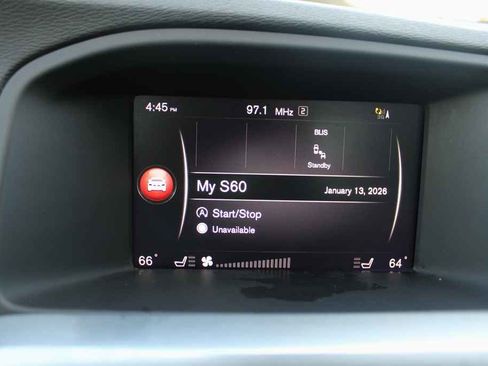 4:45 PM 97.1 MHz 2
BLIS
Standby
My S60 January 13, 2026
Start/Stop
Unavailable
66° 64°